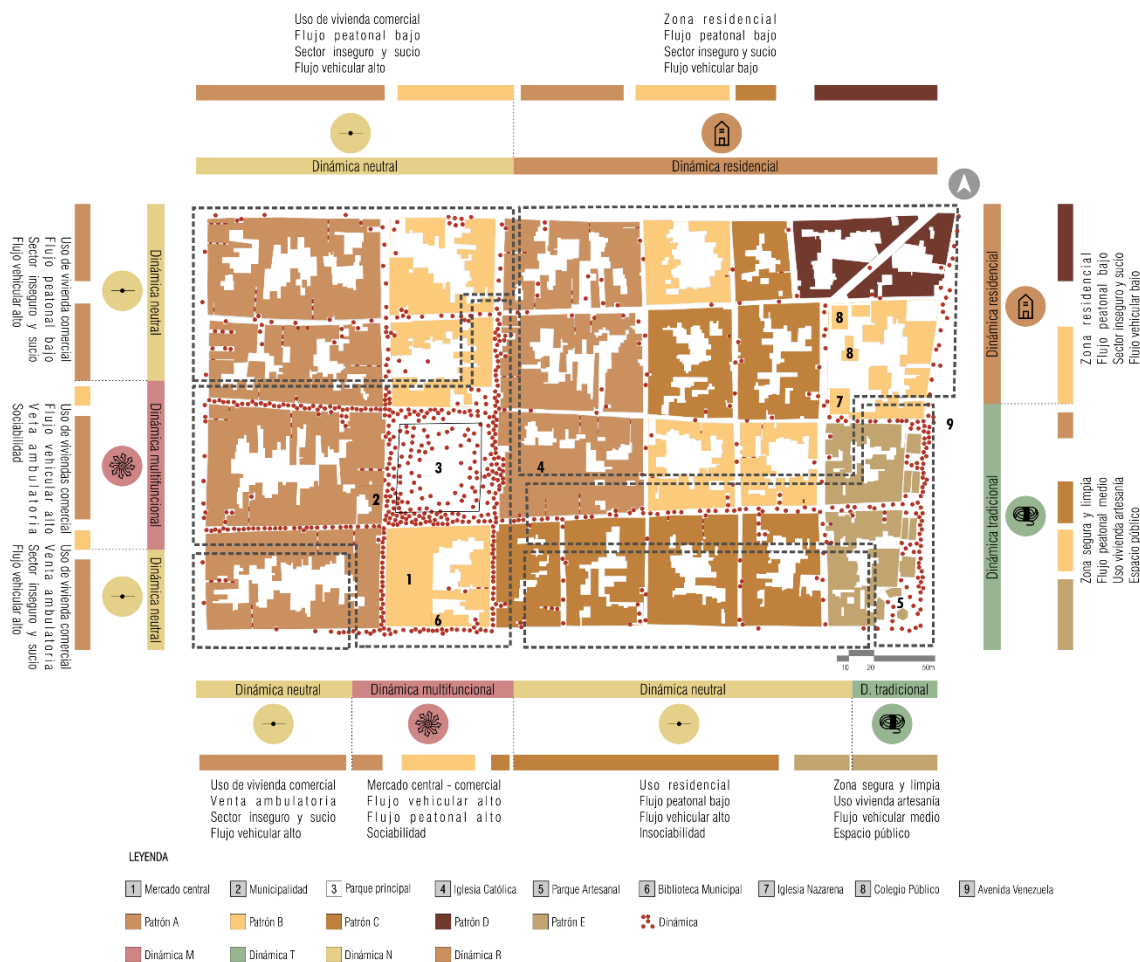 Uso de vivienda comercial
Flujo peatonal bajo
Sector inseguro y sucio
Flujo vehicular alto
Zona residencial
Flujo peatonal bajo
Sector inseguro y sucio
Flujo vehicular bajo
Dinámica neutral
Dinámica residencial
Uso de vivienda comercial
Flujo peatonal bajo
Sector inseguro y sucio
Flujo vehicular alto
Dinámica neutral
Uso de viviendas comercial
Flujo vehicular alto
Venta ambulatoria
Sociabilidad
Dinámica multifuncional
Uso de vivienda comercial
Venta ambulatoria
Sector inseguro y sucio
Flujo vehicular alto
Dinámica neutral
8
8
7
9
4
3
2
1
6
5
10
20
50m
Dinámica residencial
Zona residencial
Flujo peatonal bajo
Sector inseguro y sucio
Flujo vehicular bajo
Dinámica tradicional
Zona segura y limpia
Flujo peatonal medio
Uso vivienda artesanía
Espacio público
Dinámica neutral
Dinámica multifuncional
Dinámica neutral
D. tradicional
Uso de vivienda comercial
Venta ambulatoria
Sector inseguro y sucio
Flujo vehicular alto
Mercado central - comercial
Flujo vehicular alto
Flujo peatonal alto
Sociabilidad
Uso residencial
Flujo peatonal bajo
Flujo vehicular alto
Insociabilidad
Zona segura y limpia
Uso vivienda artesanía
Flujo vehicular medio
Espacio público
LEYENDA
1 Mercado central
2 Municipalidad
3 Parque principal
4 Iglesia Católica
5 Parque Artesanal
6 Biblioteca Municipal
7 Iglesia Nazarena
8 Colegio Público
9 Avenida Venezuela
Patrón A
Patrón B
Patrón C
Patrón D
Patrón E
Dinámica
Dinámica M
Dinámica T
Dinámica N
Dinámica R